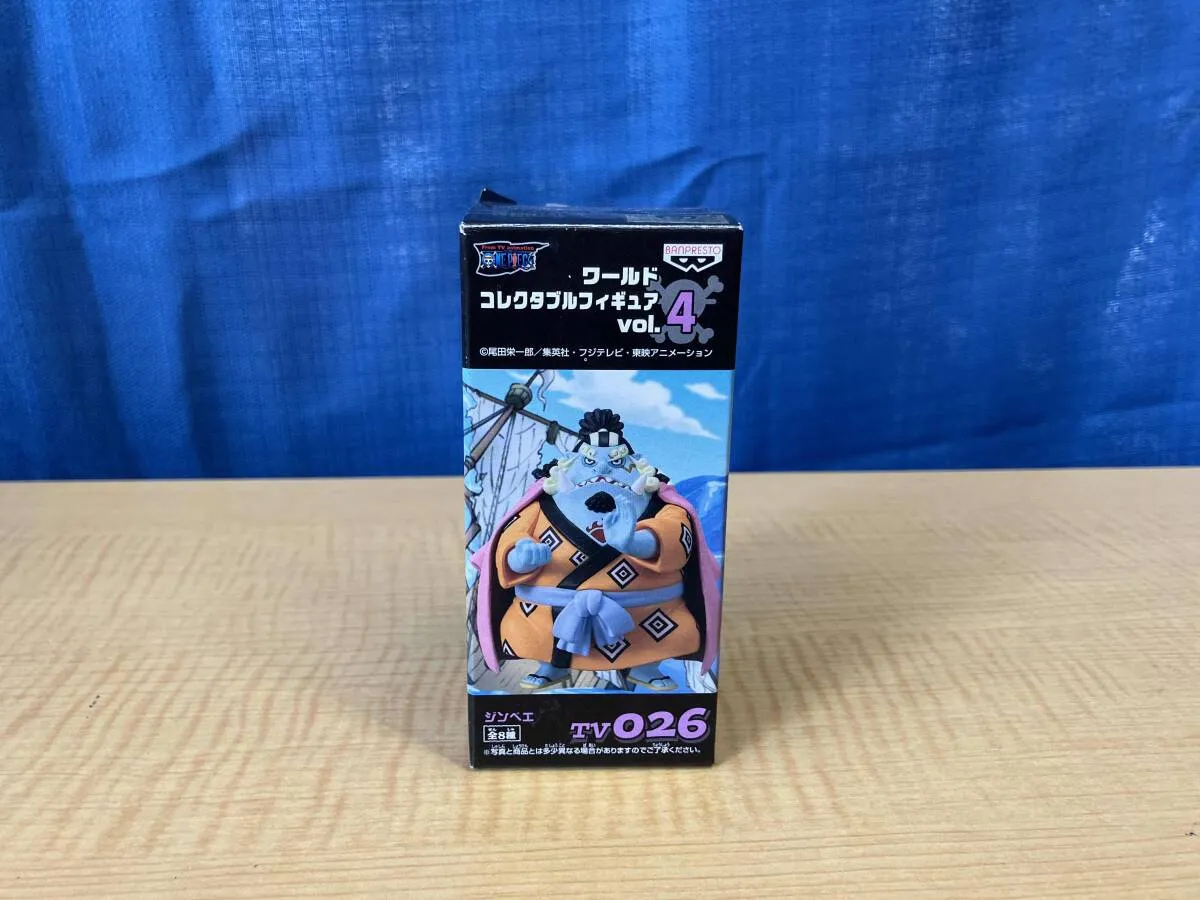 From TV animation
ONE PIECE
BANPRESTO
ワールド
コレクタブルフィギュア
vol.4
©尾田栄一郎／集英社・フジテレビ・東映アニメーション
ジンベエ
全8種
TV026
※写真と商品とは多少異なる場合がありますのでご了承ください。